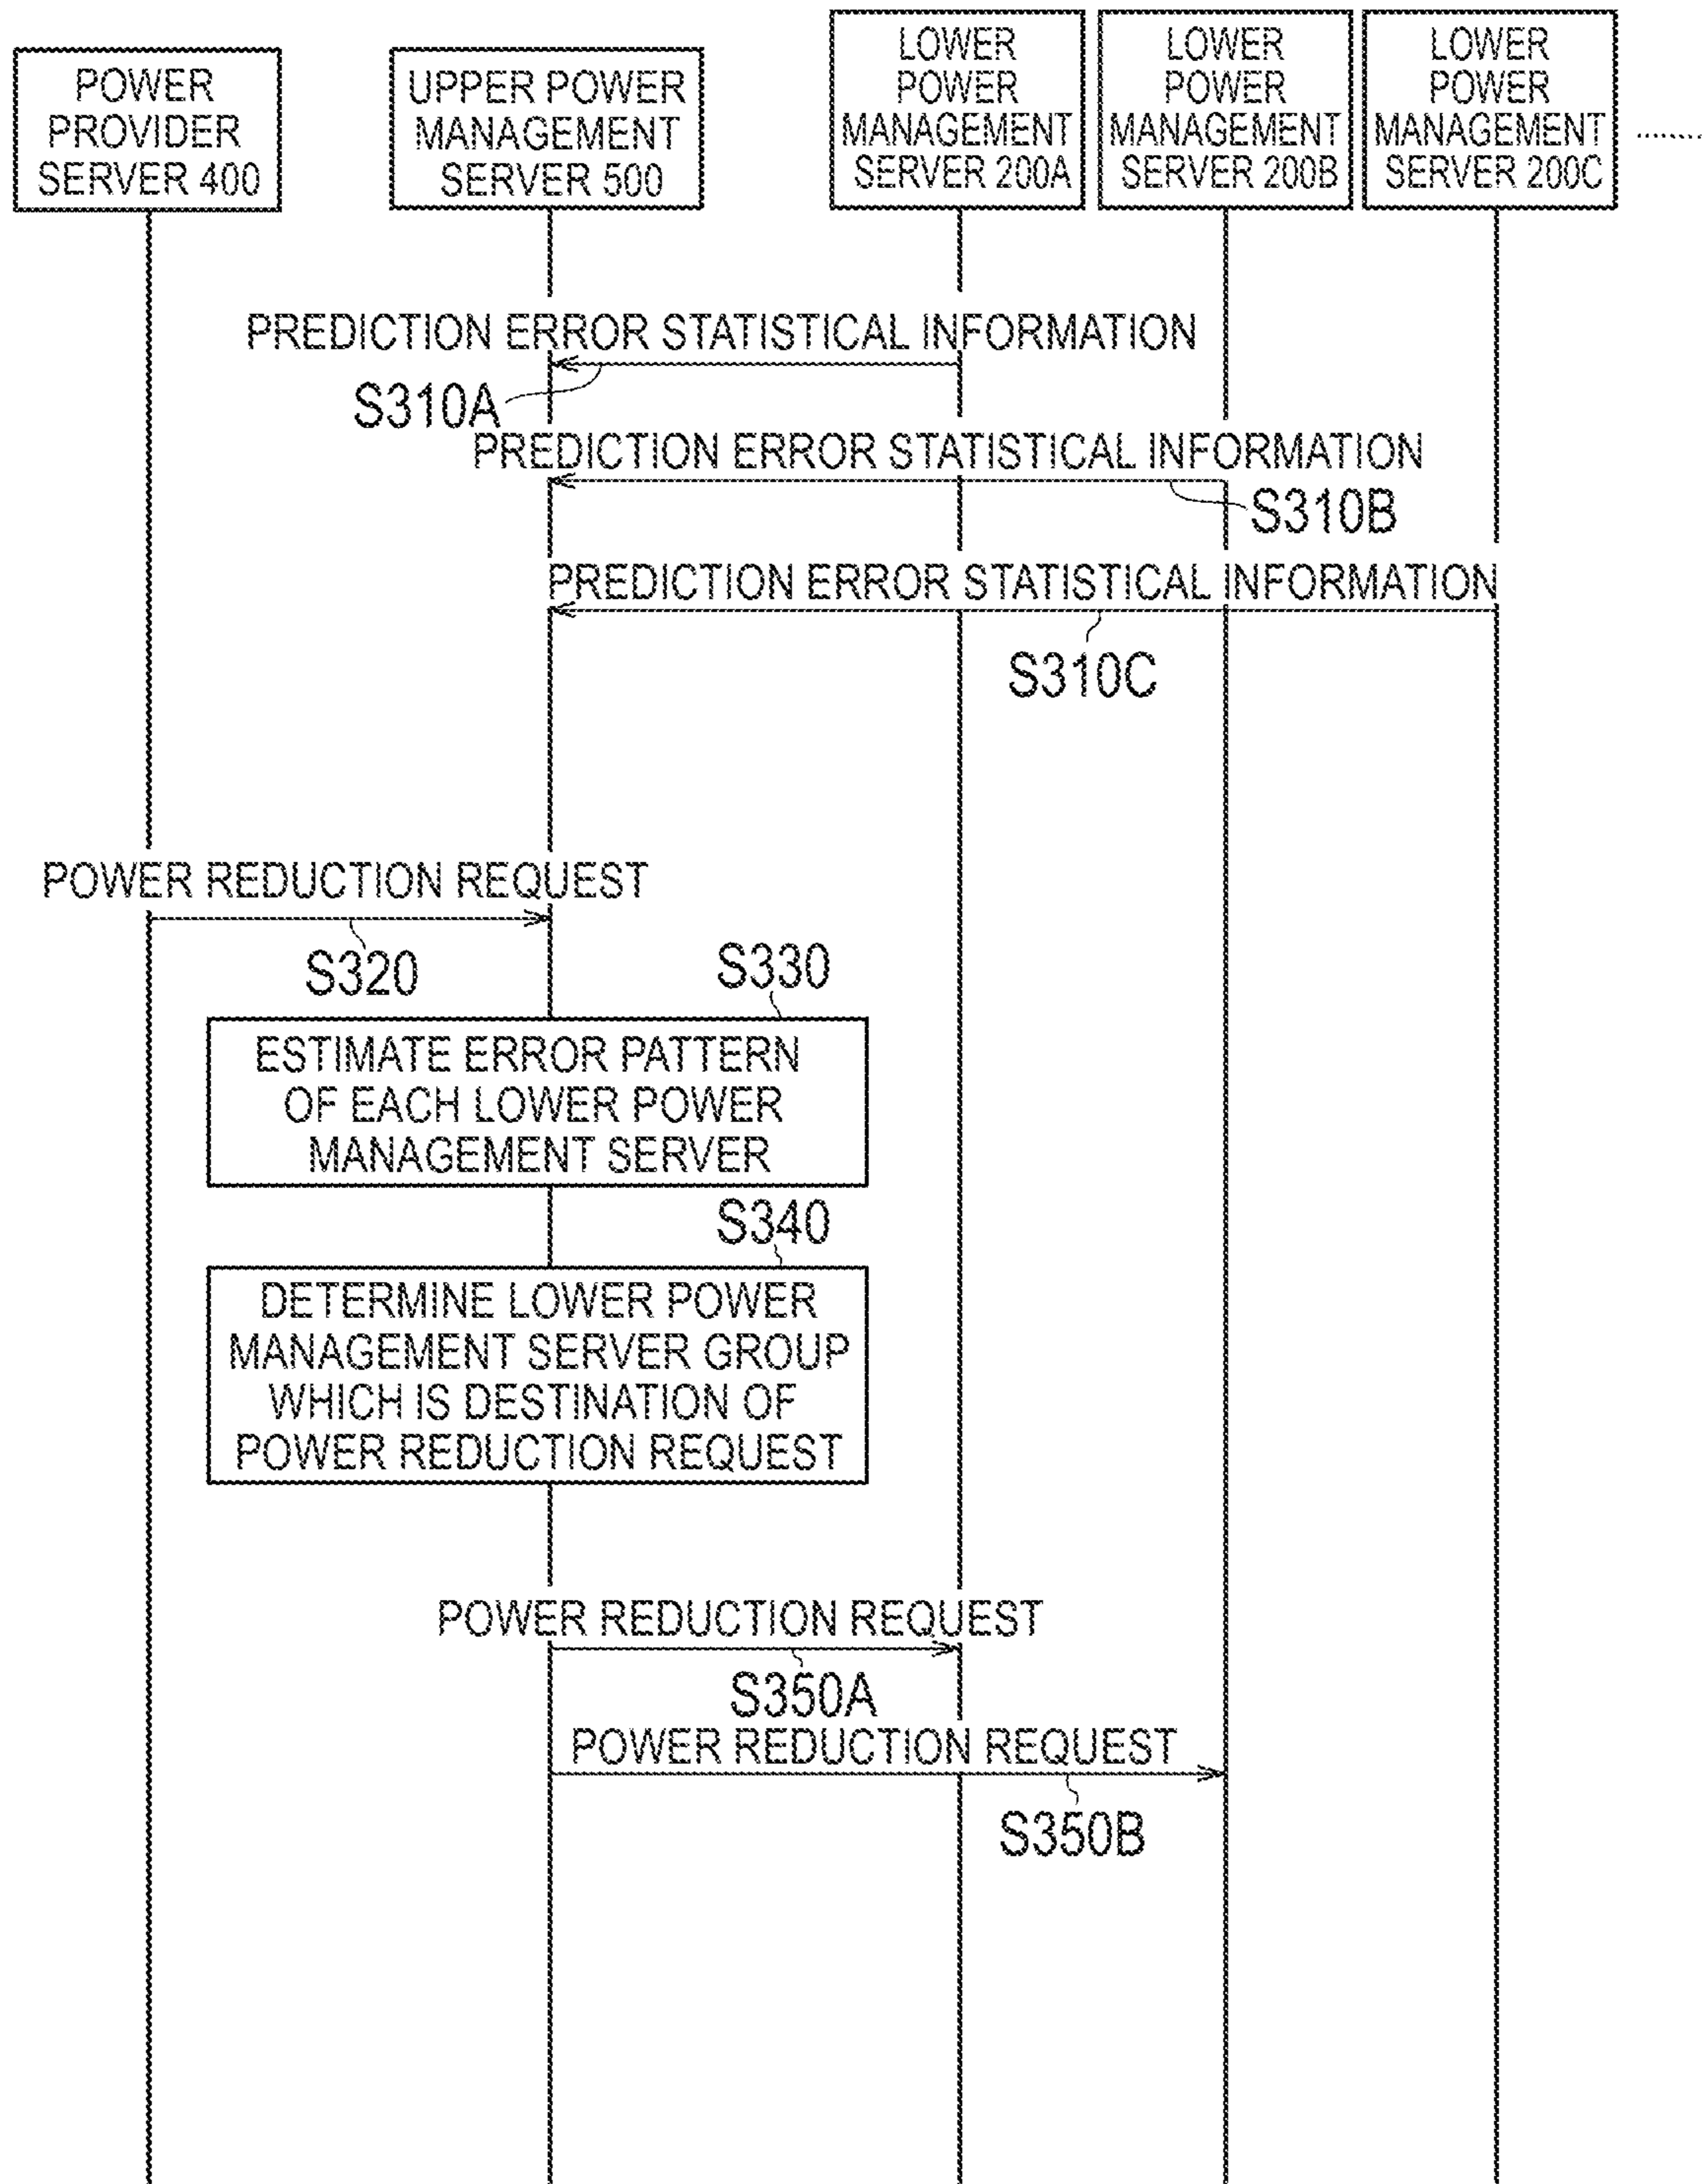 POWER
PROVIDER
SERVER 400
UPPER POWER
MANAGEMENT
SERVER 500
LOWER
POWER
MANAGEMENT
SERVER 200A
LOWER
POWER
MANAGEMENT
SERVER 200B
LOWER
POWER
MANAGEMENT
SERVER 200C
........
PREDICTION ERROR STATISTICAL INFORMATION
S310A
PREDICTION ERROR STATISTICAL INFORMATION
S310B
PREDICTION ERROR STATISTICAL INFORMATION
S310C
POWER REDUCTION REQUEST
S320
S330
ESTIMATE ERROR PATTERN
OF EACH LOWER POWER
MANAGEMENT SERVER
S340
DETERMINE LOWER POWER
MANAGEMENT SERVER GROUP
WHICH IS DESTINATION OF
POWER REDUCTION REQUEST
POWER REDUCTION REQUEST
S350A
POWER REDUCTION REQUEST
S350B